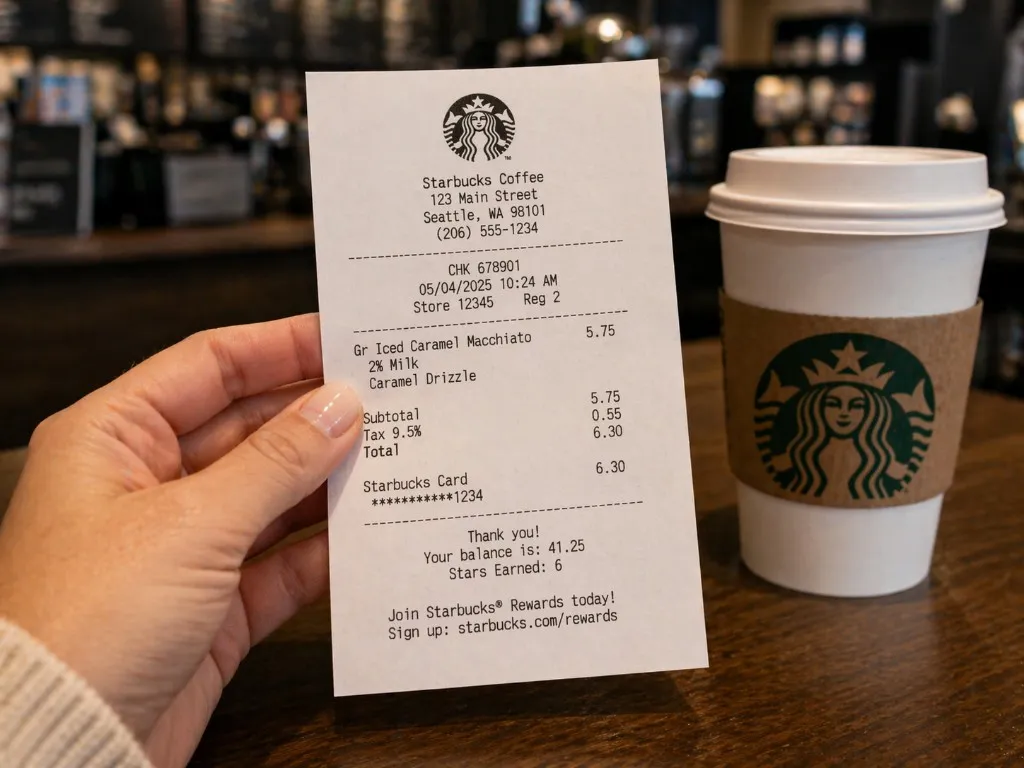 TM
Starbucks Coffee
123 Main Street
Seattle, WA 98101
(206) 555-1234
CHK 678901
05/04/2025 10:24 AM
Store 12345 Reg 2
Gr Iced Caramel Macchiato 5.75
2% Milk
Caramel Drizzle
Subtotal 5.75
Tax 9.5% 0.55
Total 6.30
Starbucks Card 6.30
***********1234
Thank you!
Your balance is: 41.25
Stars Earned: 6
Join Starbucks® Rewards today!
Sign up: starbucks.com/rewards